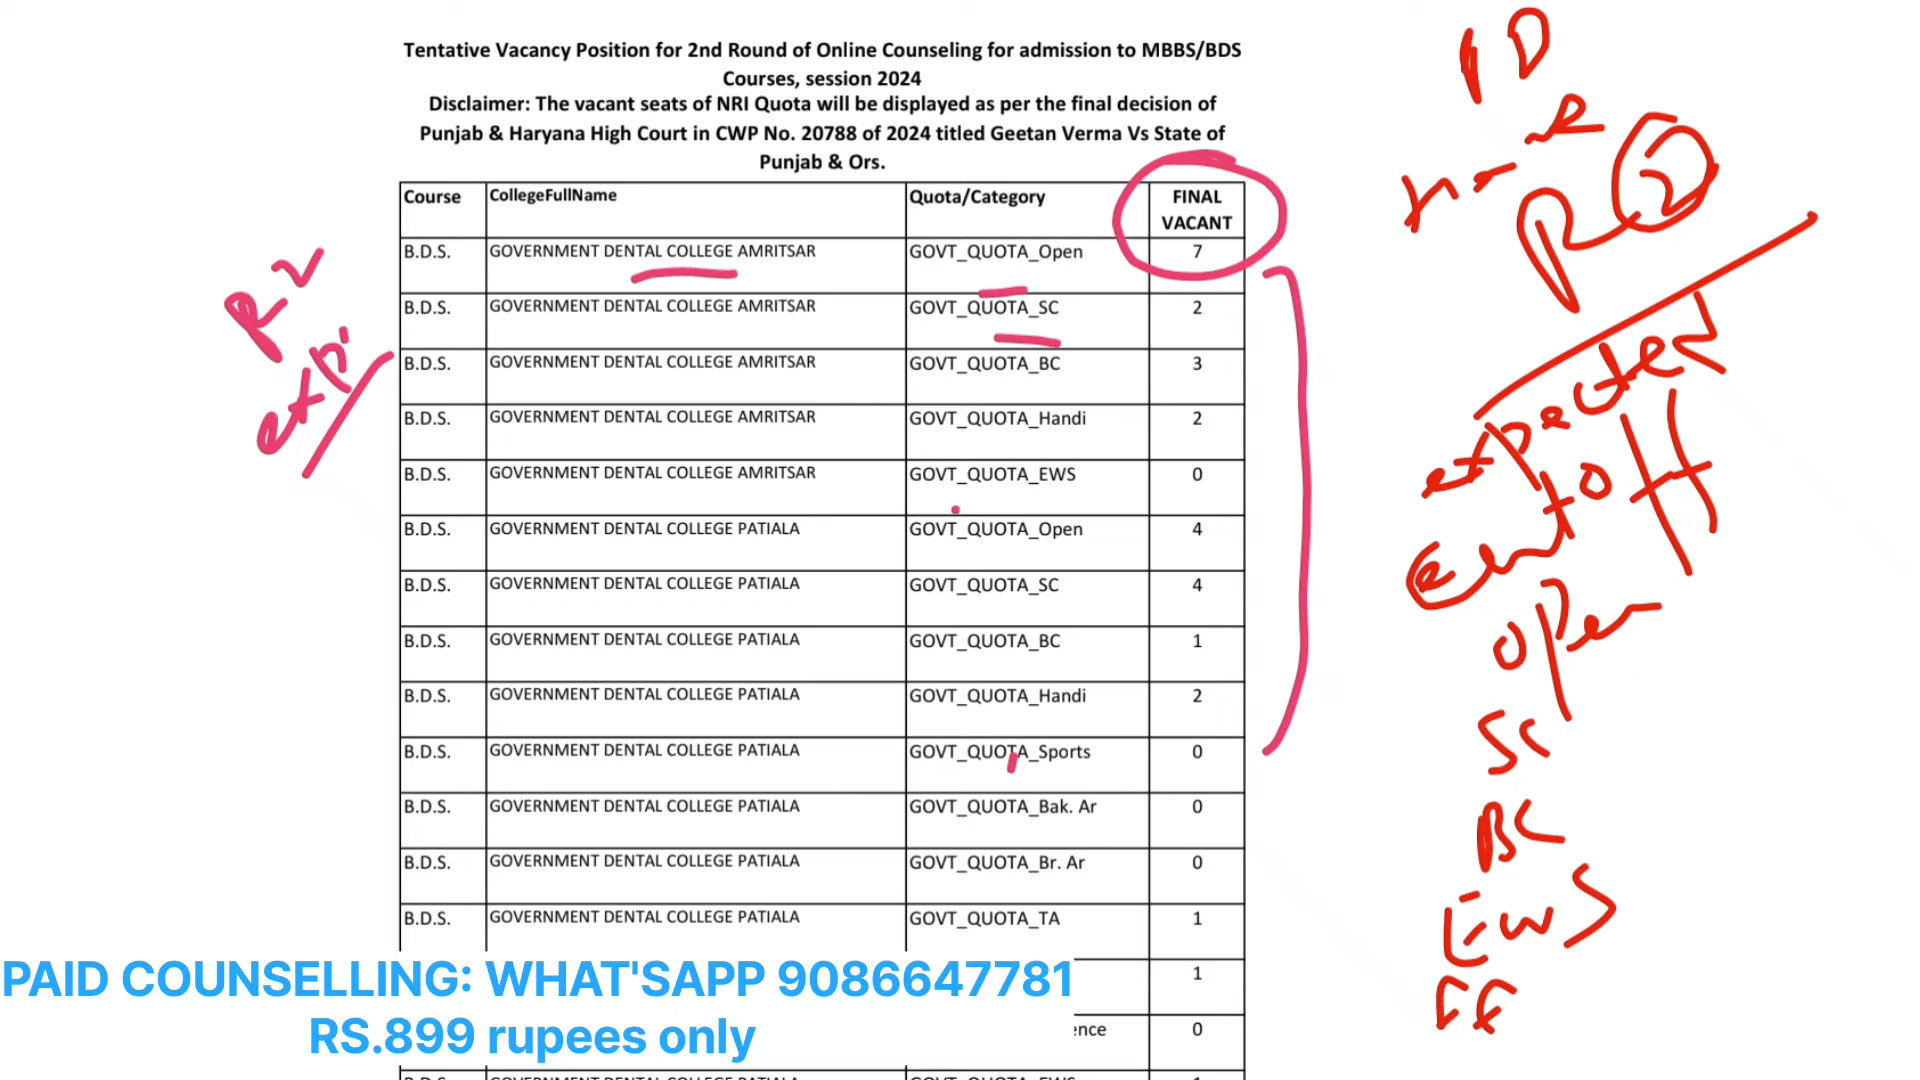 Tentative Vacancy Position for 2nd Round of Online Counseling for admission to MBBS/BDS
Courses, session 2024
Disclaimer: The vacant seats of NRI Quota will be displayed as per the final decision of
Punjab & Haryana High Court in CWP No. 20788 of 2024 titled Geetan Verma Vs State of
Punjab & Ors.
Course CollegeFullName Quota/Category FINAL VACANT
B.D.S. GOVERNMENT DENTAL COLLEGE AMRITSAR GOVT_QUOTA_Open 7
B.D.S. GOVERNMENT DENTAL COLLEGE AMRITSAR GOVT_QUOTA_SC 2
B.D.S. GOVERNMENT DENTAL COLLEGE AMRITSAR GOVT_QUOTA_BC 3
B.D.S. GOVERNMENT DENTAL COLLEGE AMRITSAR GOVT_QUOTA_Handi 2
B.D.S. GOVERNMENT DENTAL COLLEGE AMRITSAR GOVT_QUOTA_EWS 0
B.D.S. GOVERNMENT DENTAL COLLEGE PATIALA GOVT_QUOTA_Open 4
B.D.S. GOVERNMENT DENTAL COLLEGE PATIALA GOVT_QUOTA_SC 4
B.D.S. GOVERNMENT DENTAL COLLEGE PATIALA GOVT_QUOTA_BC 1
B.D.S. GOVERNMENT DENTAL COLLEGE PATIALA GOVT_QUOTA_Handi 2
B.D.S. GOVERNMENT DENTAL COLLEGE PATIALA GOVT_QUOTA_Sports 0
B.D.S. GOVERNMENT DENTAL COLLEGE PATIALA GOVT_QUOTA_Bak. Ar 0
B.D.S. GOVERNMENT DENTAL COLLEGE PATIALA GOVT_QUOTA_Br. Ar 0
B.D.S. GOVERNMENT DENTAL COLLEGE PATIALA GOVT_QUOTA_TA 1
1
ence 0
PAID COUNSELLING: WHAT'SAPP 9086647781
RS.899 rupees only
R2
exp.
R2
expected
cut off
open
SC
BC
EWS